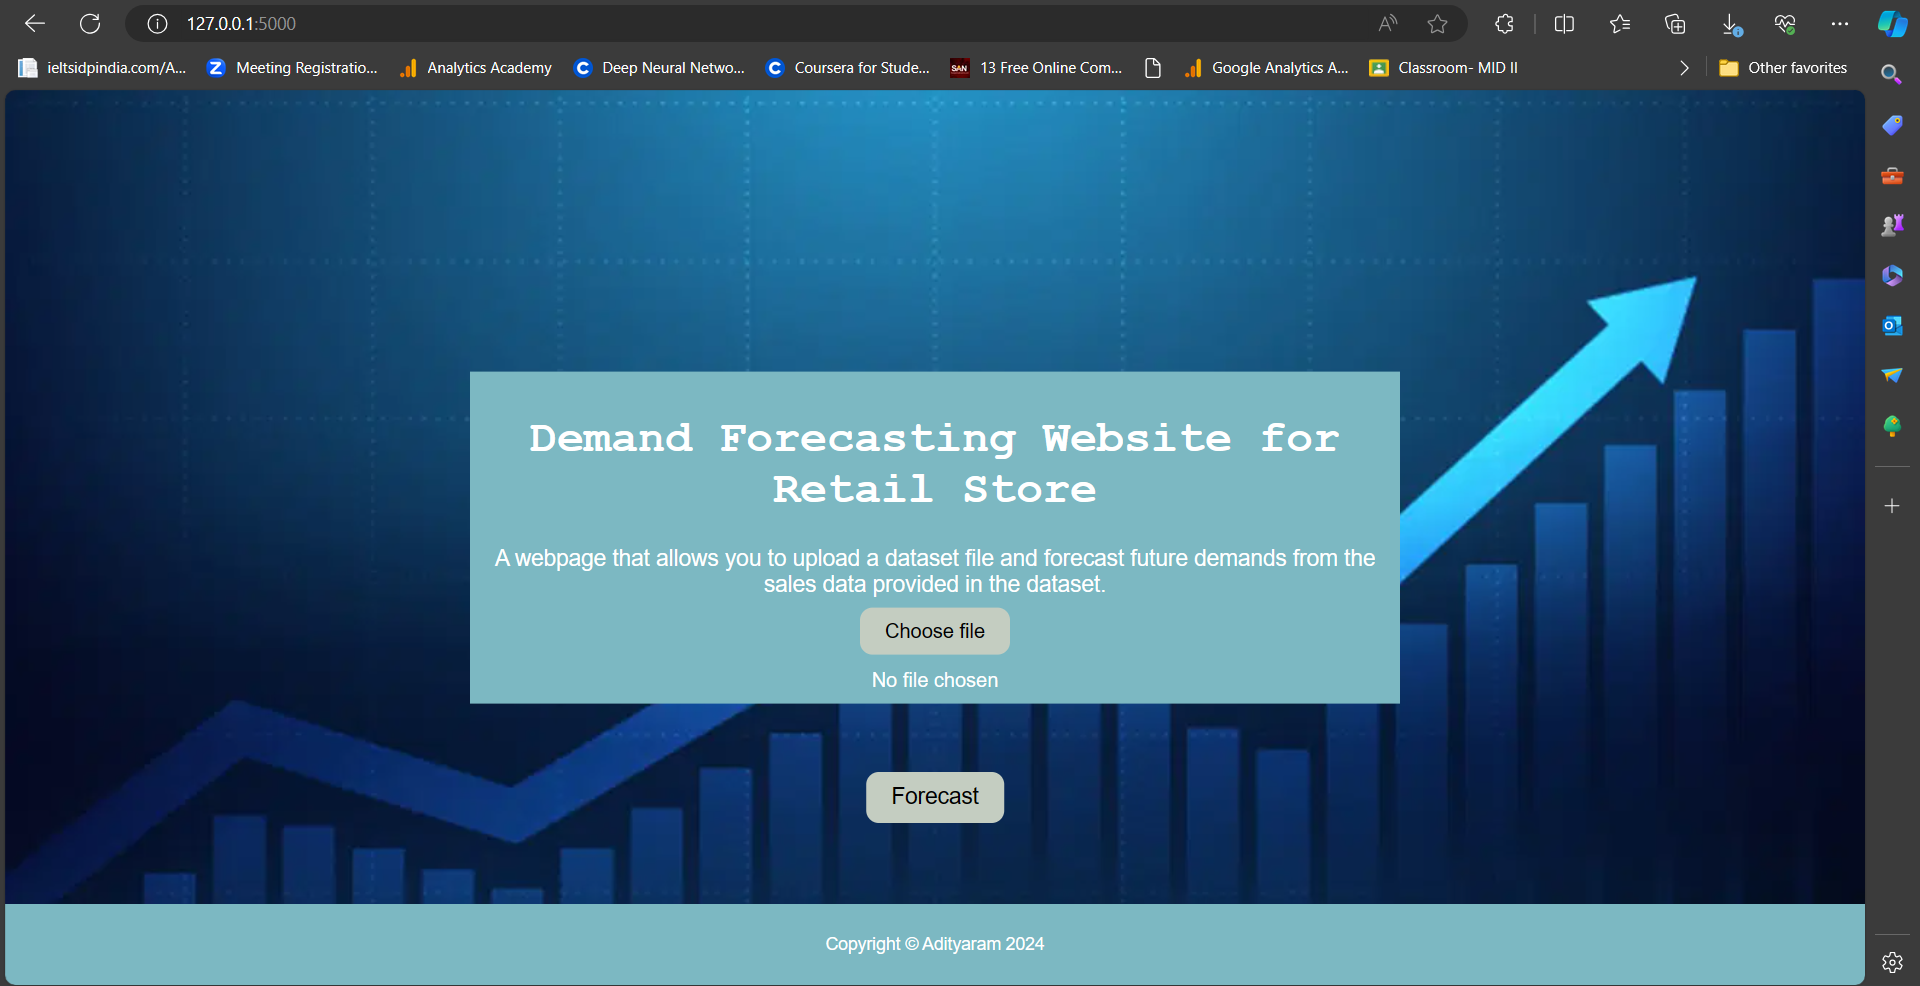 127.0.0.1:5000
ieltsidpindia.com/A...
Meeting Registratio...
Analytics Academy
Deep Neural Netwo...
Coursera for Stude...
SAN
13 Free Online Com...
Google Analytics A...
Classroom- MID II
Other favorites
Demand Forecasting Website for
Retail Store
A webpage that allows you to upload a dataset file and forecast future demands from the
sales data provided in the dataset.
Choose file
No file chosen
Forecast
Copyright © Adityaram 2024